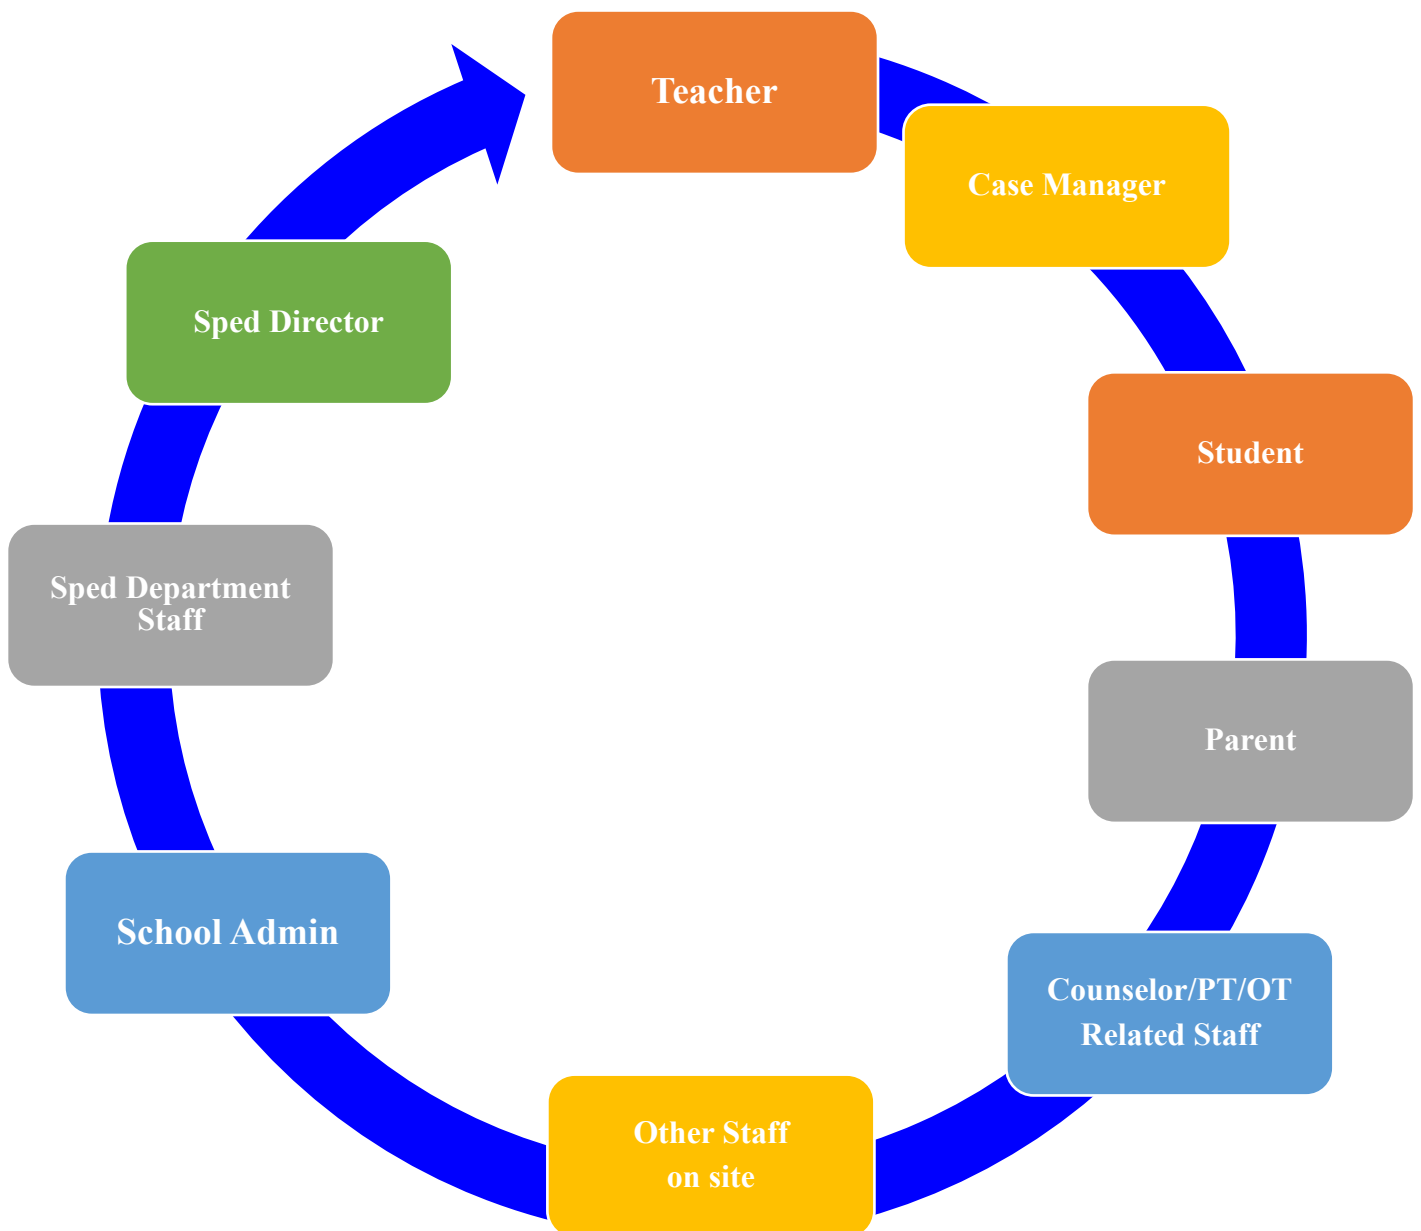 Teacher
Case Manager
Student
Parent
Counselor/PT/OT
Related Staff
Other Staff
on site
School Admin
Sped Department
Staff
Sped Director